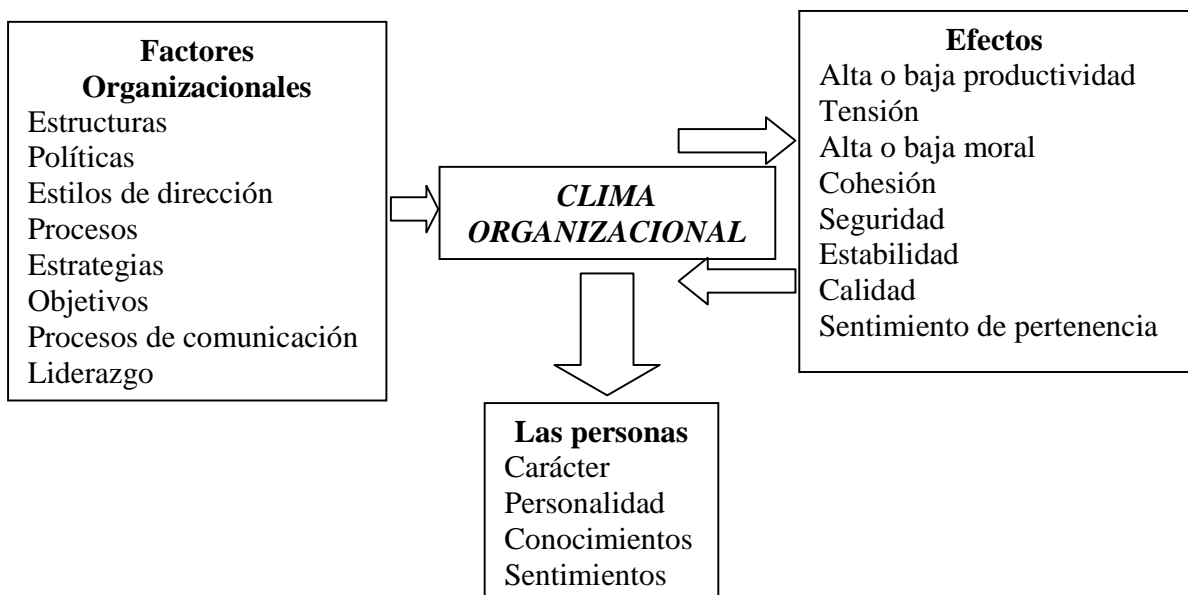 Factores
Organizacionales
Estructuras
Políticas
Estilos de dirección
Procesos
Estrategias
Objetivos
Procesos de comunicación
Liderazgo
CLIMA
ORGANIZACIONAL
Efectos
Alta o baja productividad
Tensión
Alta o baja moral
Cohesión
Seguridad
Estabilidad
Calidad
Sentimiento de pertenencia
Las personas
Carácter
Personalidad
Conocimientos
Sentimientos